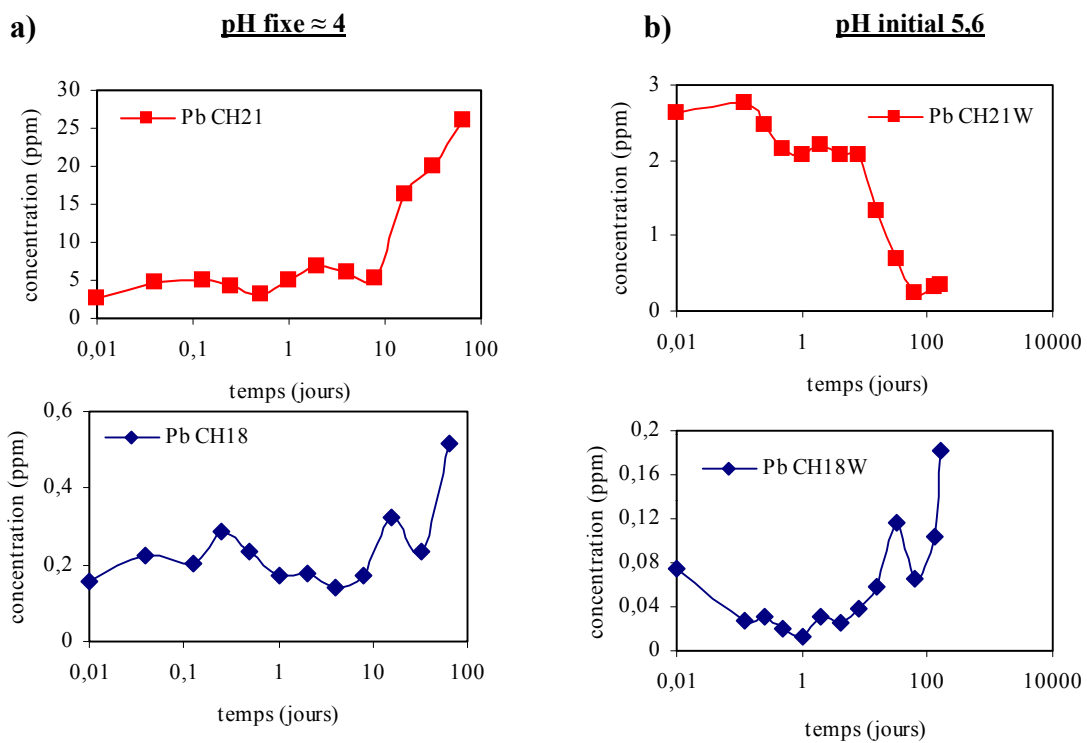 a)
pH fixe ≈ 4
b)
pH initial 5,6
30
25
20
15
10
5
0
concentration (ppm)
Pb CH21
0,01 0,1 1 10 100
temps (jours)
3
2
1
0
concentration (ppm)
Pb CH21W
0,01 1 100 10000
temps (jours)
0,6
0,4
0,2
0
concentration (ppm)
Pb CH18
0,01 0,1 1 10 100
temps (jours)
0,2
0,16
0,12
0,08
0,04
0
concentration (ppm)
Pb CH18W
0,01 1 100 10000
temps (jours)